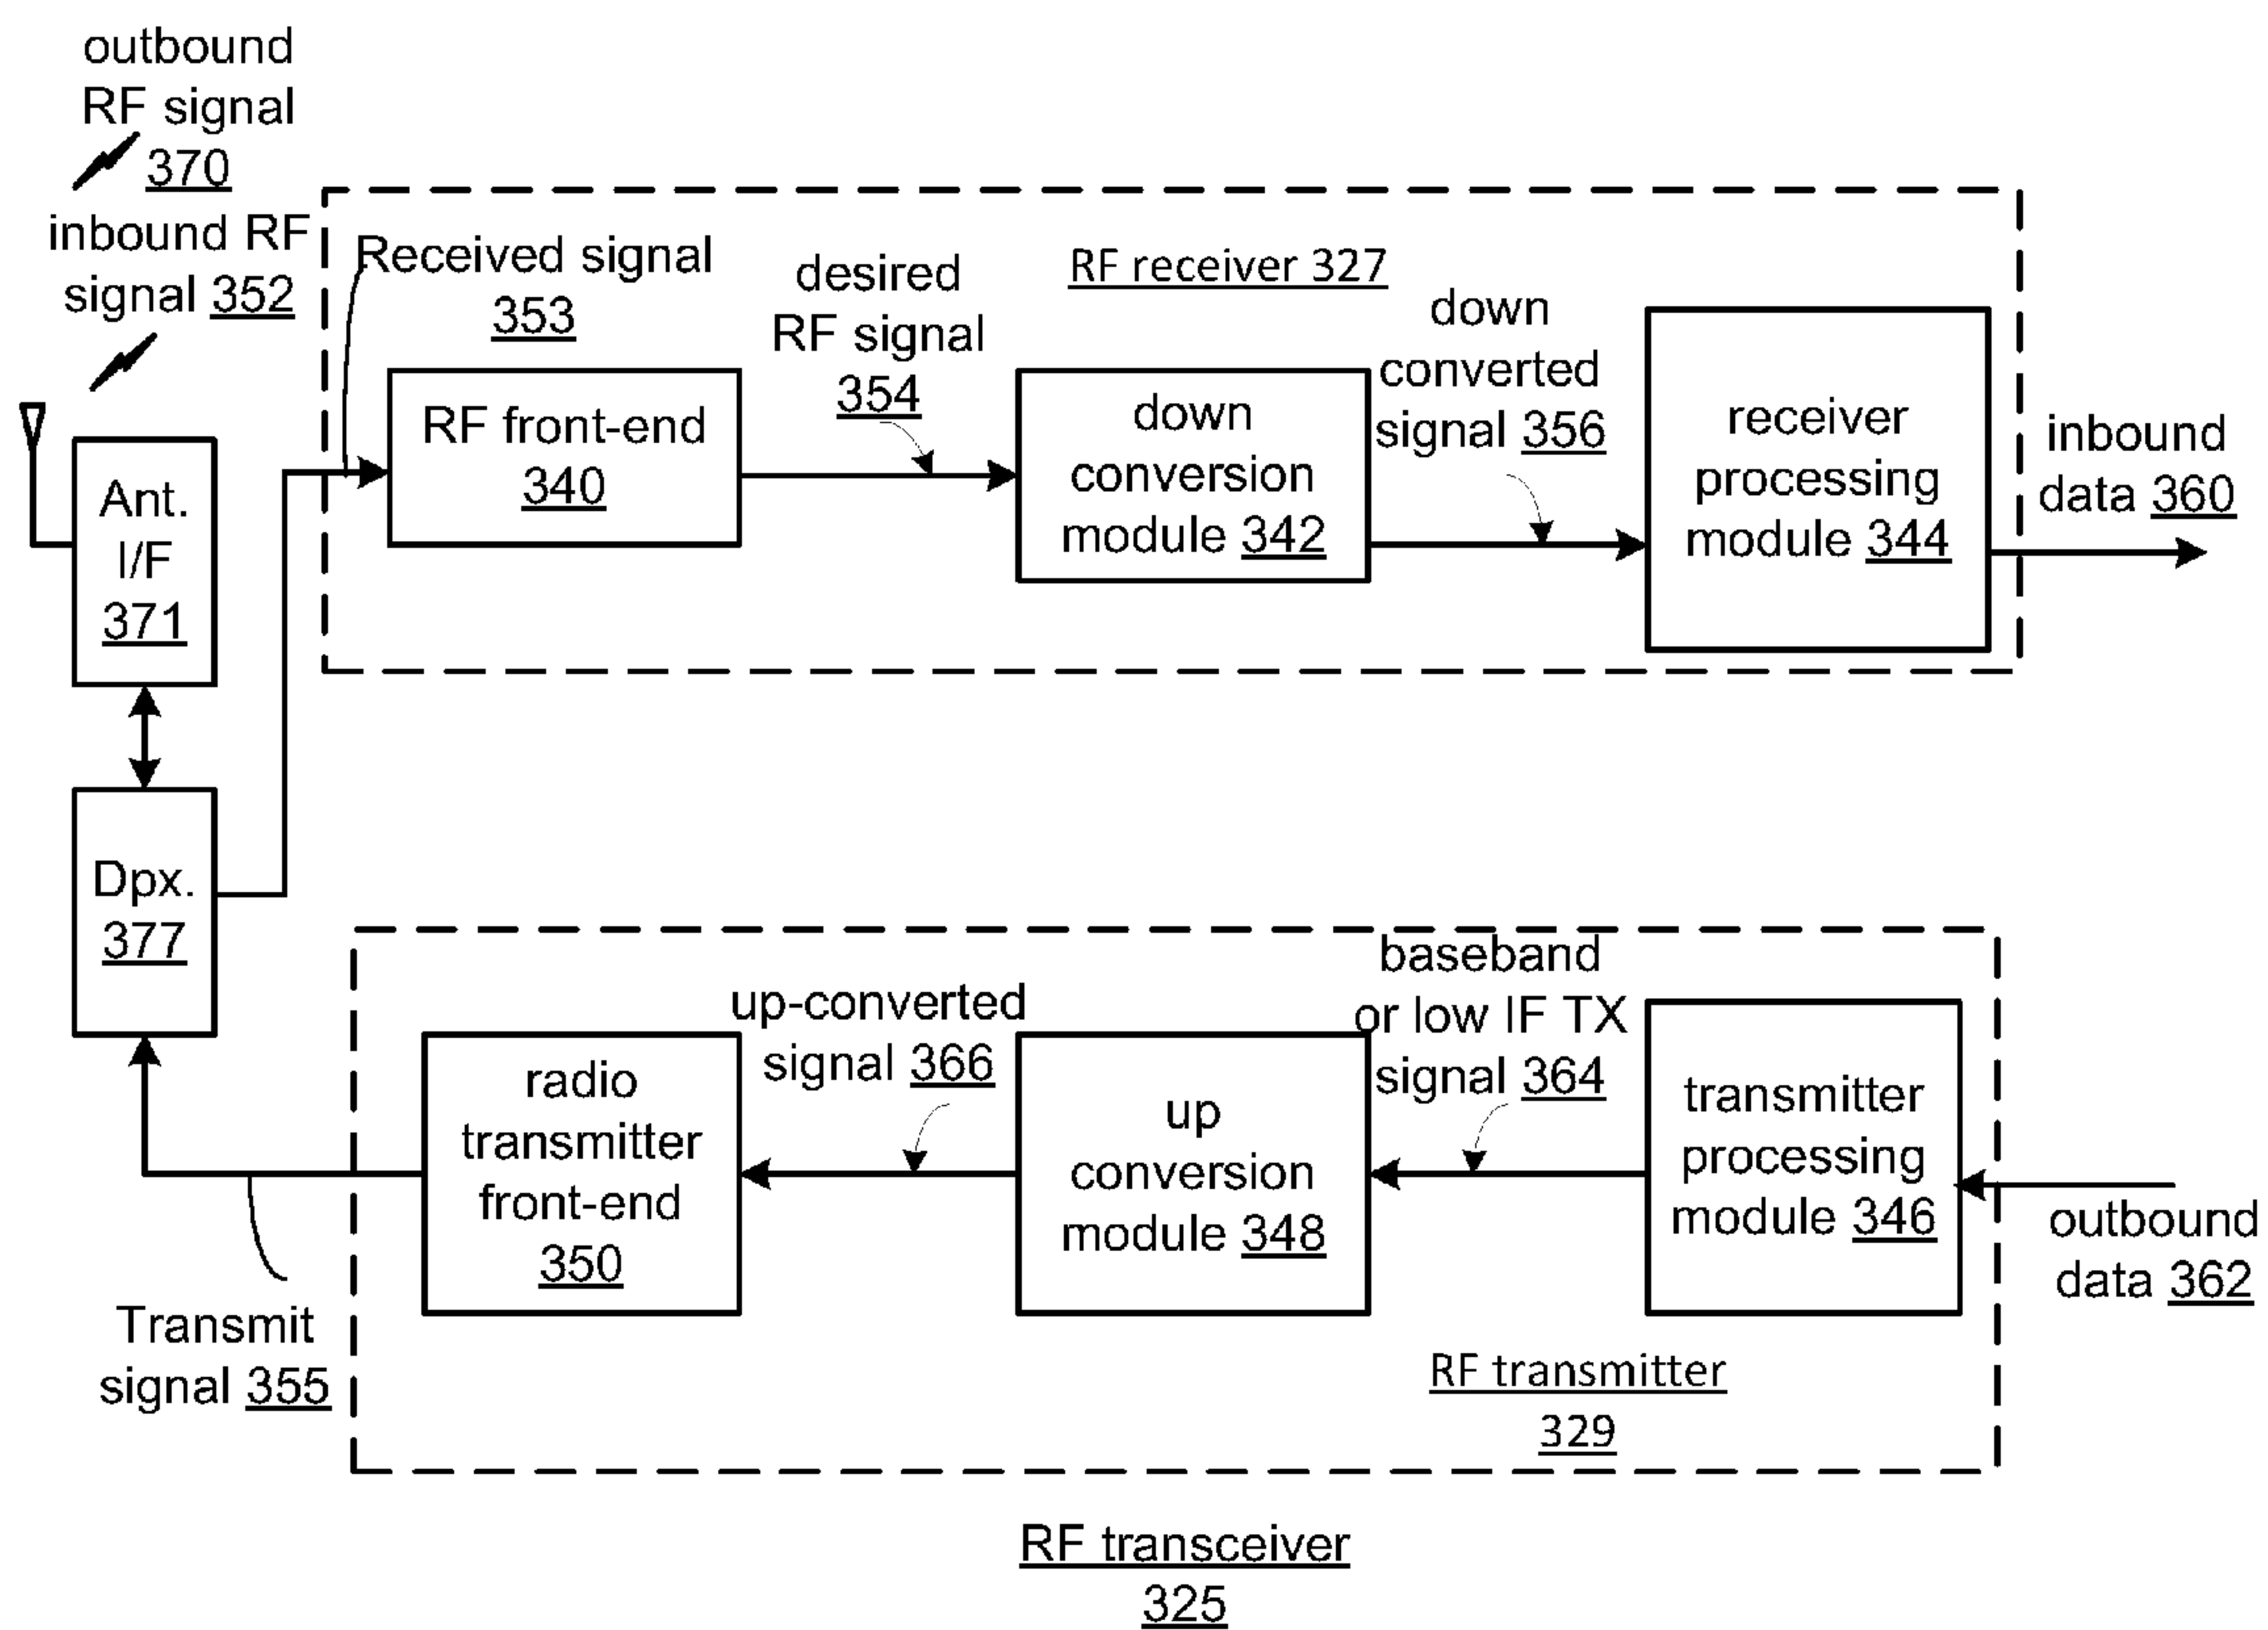 outbound
RF signal
370
inbound RF
signal 352
Received signal
353
desired
RF signal
354
RF receiver 327
down
converted
signal 356
RF front-end
340
down
conversion
module 342
receiver
processing
module 344
inbound
data 360
Ant.
I/F
371
Dpx.
377
up-converted
signal 366
baseband
or low IF TX
signal 364
radio
transmitter
front-end
350
up
conversion
module 348
transmitter
processing
module 346
outbound
data 362
Transmit
signal 355
RF transmitter
329
RF transceiver
325